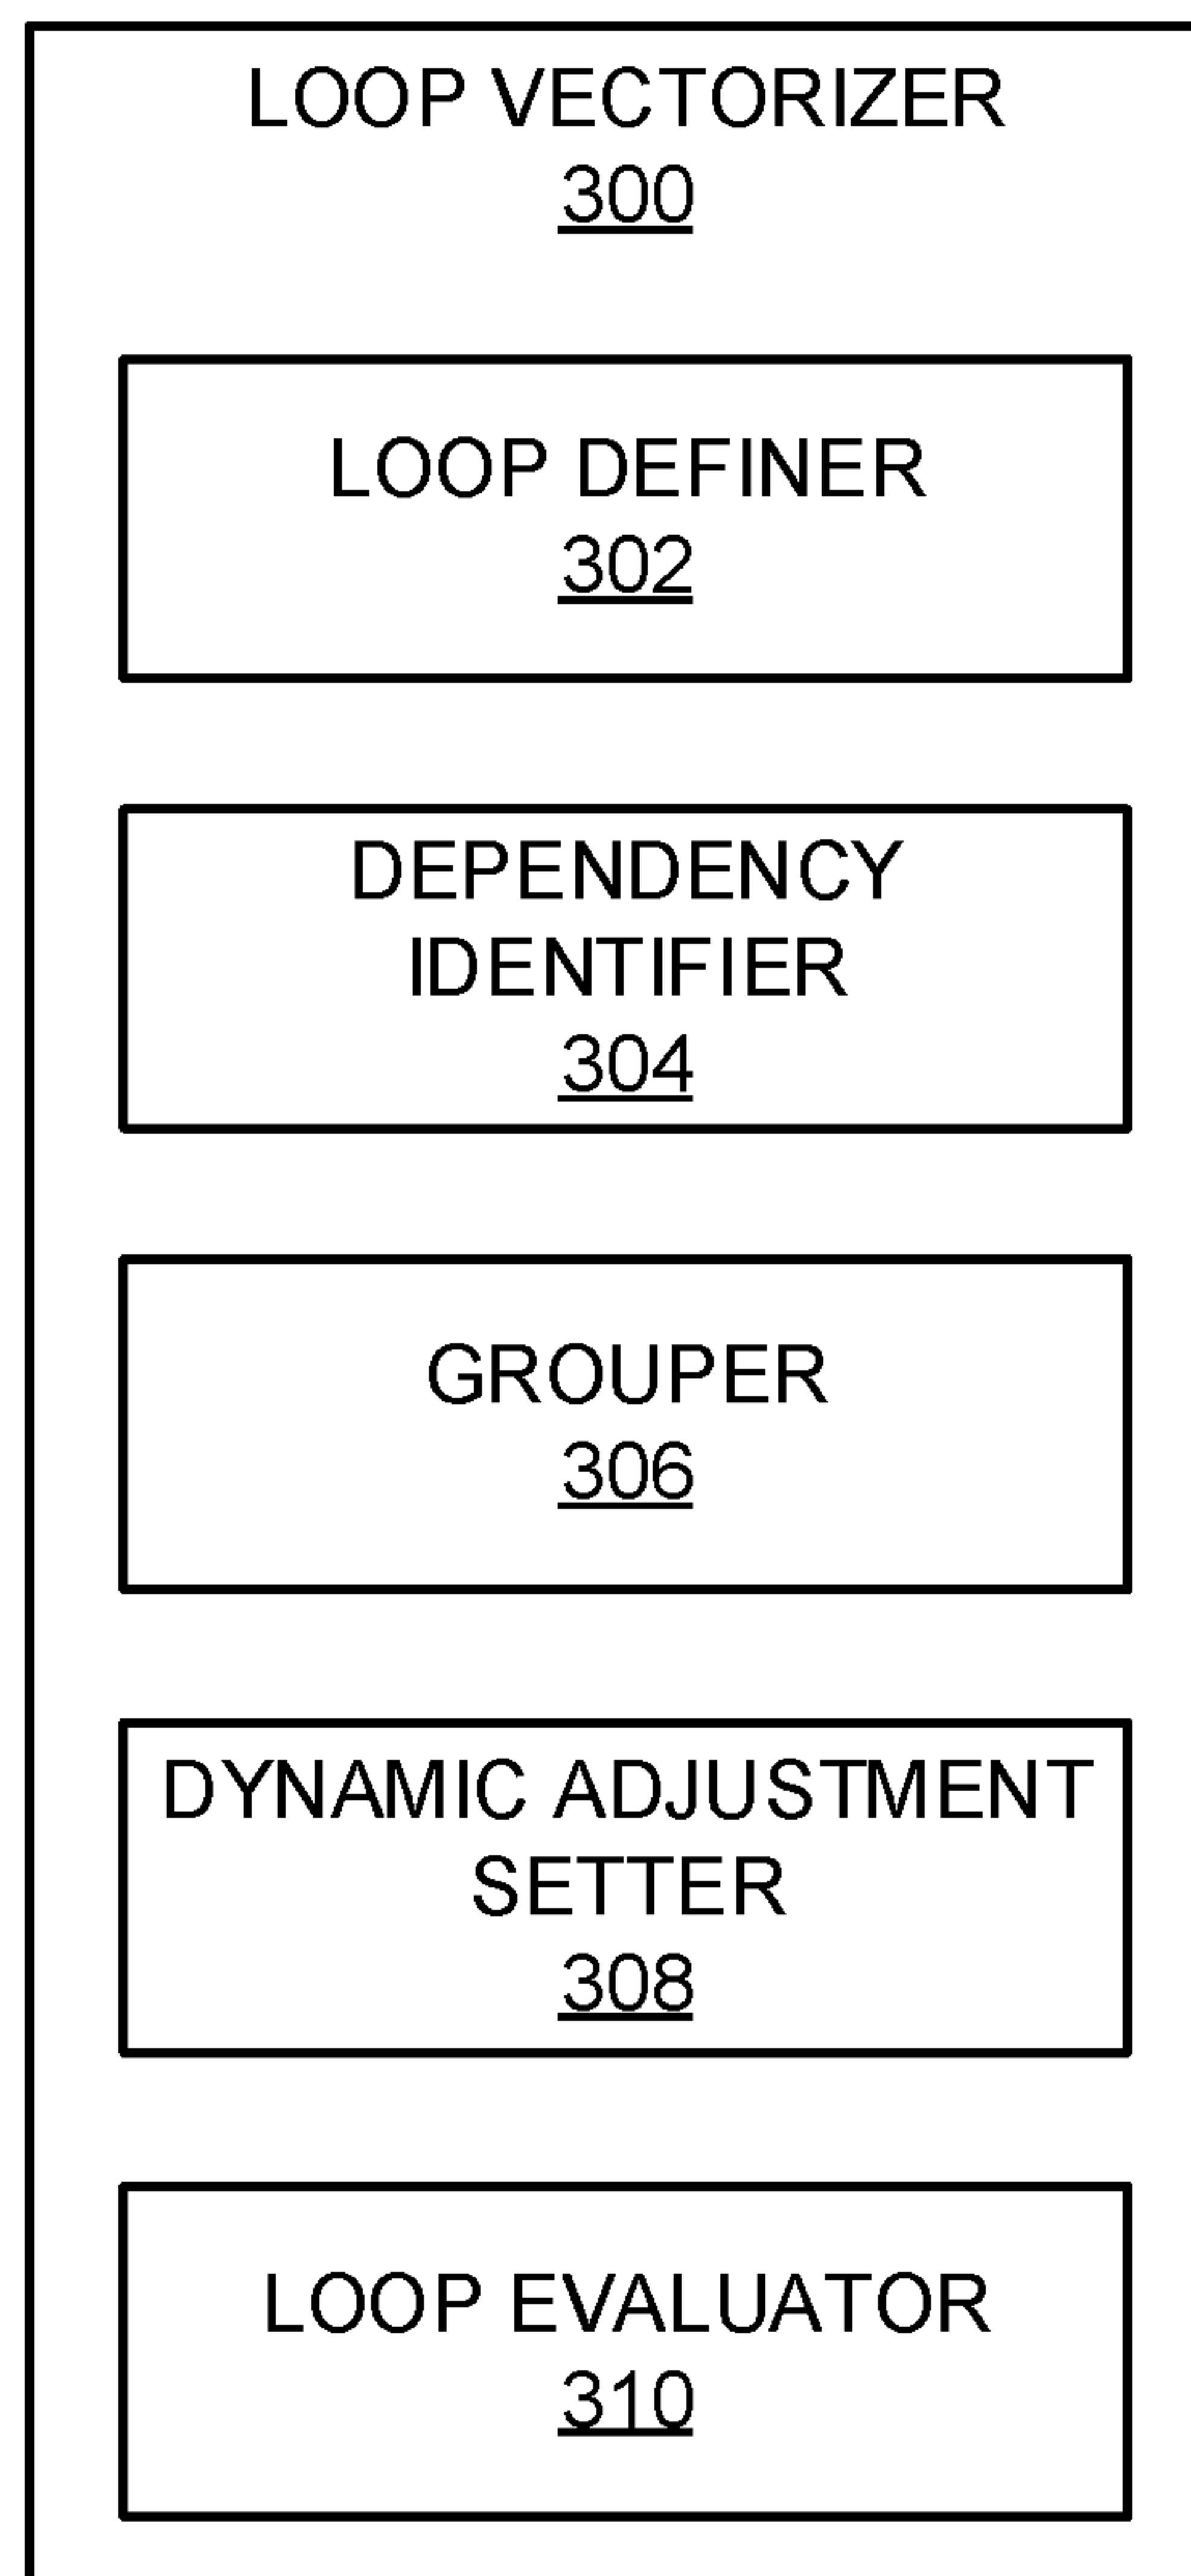 LOOP VECTORIZER
300
LOOP DEFINER
302
DEPENDENCY
IDENTIFIER
304
GROUPER
306
DYNAMIC ADJUSTMENT
SETTER
308
LOOP EVALUATOR
310